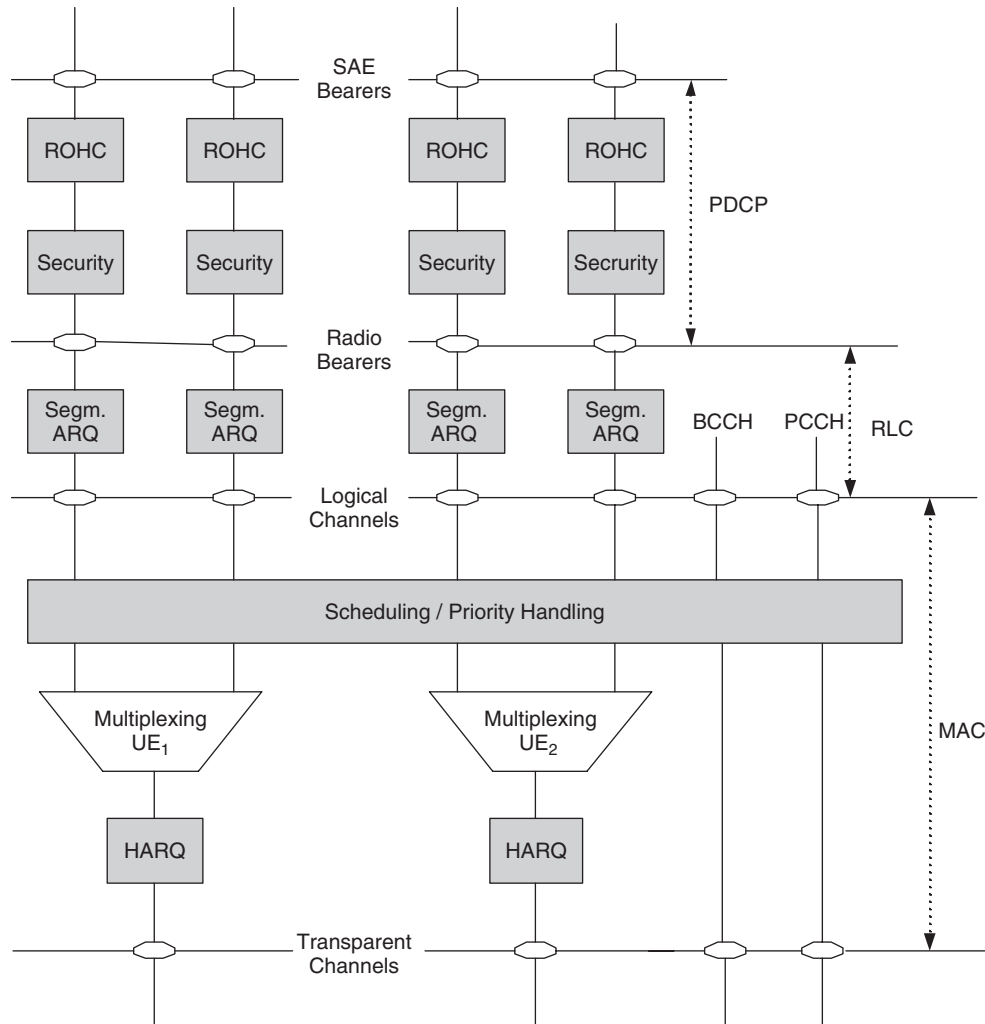 SAE
Bearers
ROHC
ROHC
ROHC
ROHC
PDCP
Security
Security
Security
Secrurity
Radio
Bearers
Segm.
ARQ
Segm.
ARQ
Segm.
ARQ
Segm.
ARQ
BCCH
PCCH
RLC
Logical
Channels
Scheduling / Priority Handling
Multiplexing
UE1
Multiplexing
UE2
MAC
HARQ
HARQ
Transparent
Channels